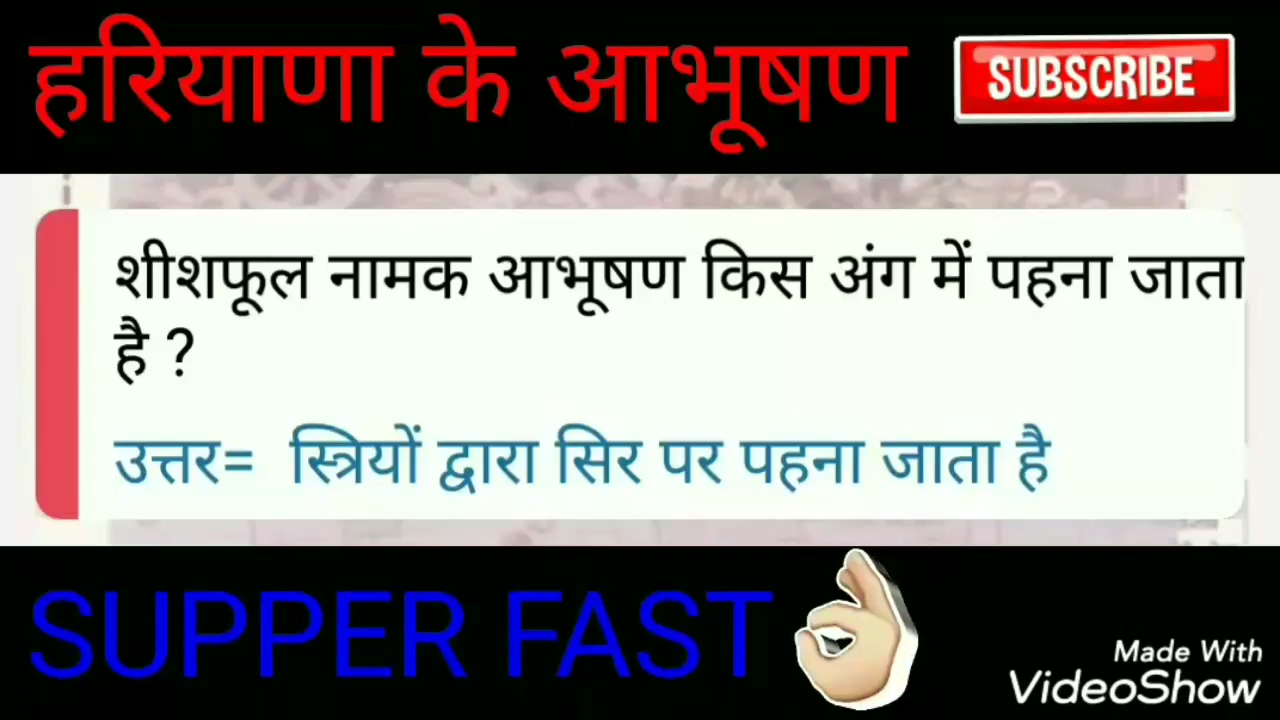 हरियाणा के आभूषण
SUBSCRIBE
शीशफूल नामक आभूषण किस अंग में पहना जाता
है ?
उत्तर= स्त्रियों द्वारा सिर पर पहना जाता है
SUPPER FAST
Made With
VideoShow